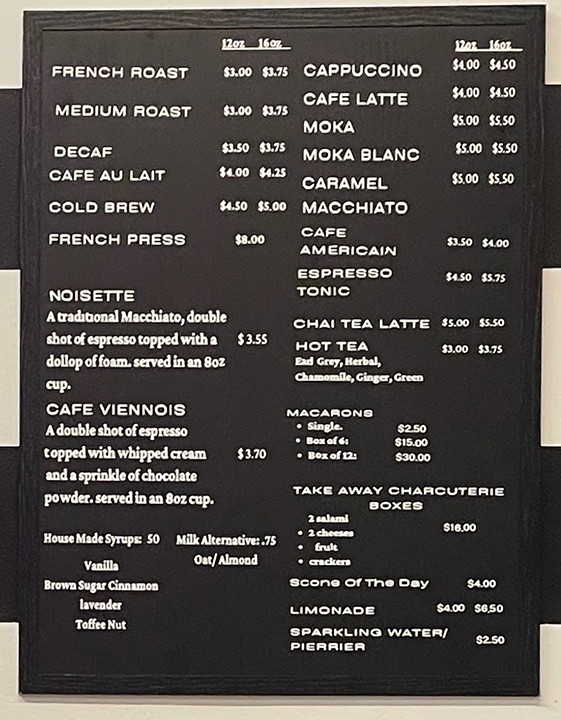 12oz 16oz
FRENCH ROAST $3.00 $3.75
MEDIUM ROAST $3.00 $3.75
DECAF $3.50 $3.75
CAFE AU LAIT $4.00 $4.25
COLD BREW $4.50 $5.00
FRENCH PRESS $8.00
NOISETTE
A traditional Macchiato, double
shot of espresso topped with a $3.55
dollop of foam. served in an 8oz
cup.
CAFE VIENNOIS
A double shot of espresso
topped with whipped cream $3.70
and a sprinkle of chocolate
powder. served in an 8oz cup.
House Made Syrups: 50
Vanilla
Brown Sugar Cinnamon
lavender
Toffee Nut
Milk Alternative: .75
Oat/ Almond
12oz 16oz
CAPPUCCINO $4.00 $4.50
CAFE LATTE $4.00 $4.50
MOKA $5.00 $5.50
MOKA BLANC $5.00 $5.50
CARAMEL $5.00 $5.50
MACCHIATO
CAFE
AMERICAIN $3.50 $4.00
ESPRESSO
TONIC $4.50 $5.75
CHAI TEA LATTE $5.00 $5.50
HOT TEA $3.00 $3.75
Earl Grey, Herbal,
Chamomile, Ginger, Green
MACARONS
• Single. $2.50
• Box of 6: $15.00
• Box of 12: $30.00
TAKE AWAY CHARCUTERIE
BOXES
2 salami
• 2 cheeses $16.00
• fruit
• crackers
Scone Of The Day $4.00
LIMONADE $4.00 $6.50
SPARKLING WATER/
PIERRIER $2.50